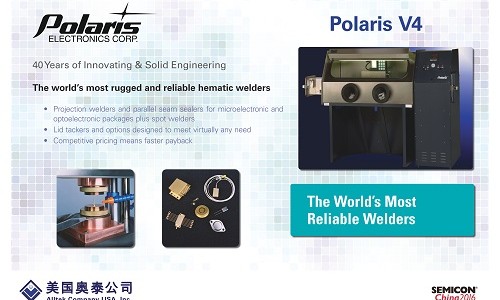 Polaris
ELECTRONICS CORP.
40 Years of Innovating & Solid Engineering
The world's most rugged and reliable hematic welders
• Projection welders and parallel seam sealers for microelectronic and
optoelectronic packages plus spot welders.
• Lid tackers and options designed to meet virtually any need
• Competitive pricing means faster payback
Polaris V4
The World's Most
Reliable Welders
美国奥泰公司
Alltek Company USA, Inc
SEMICON
China2016